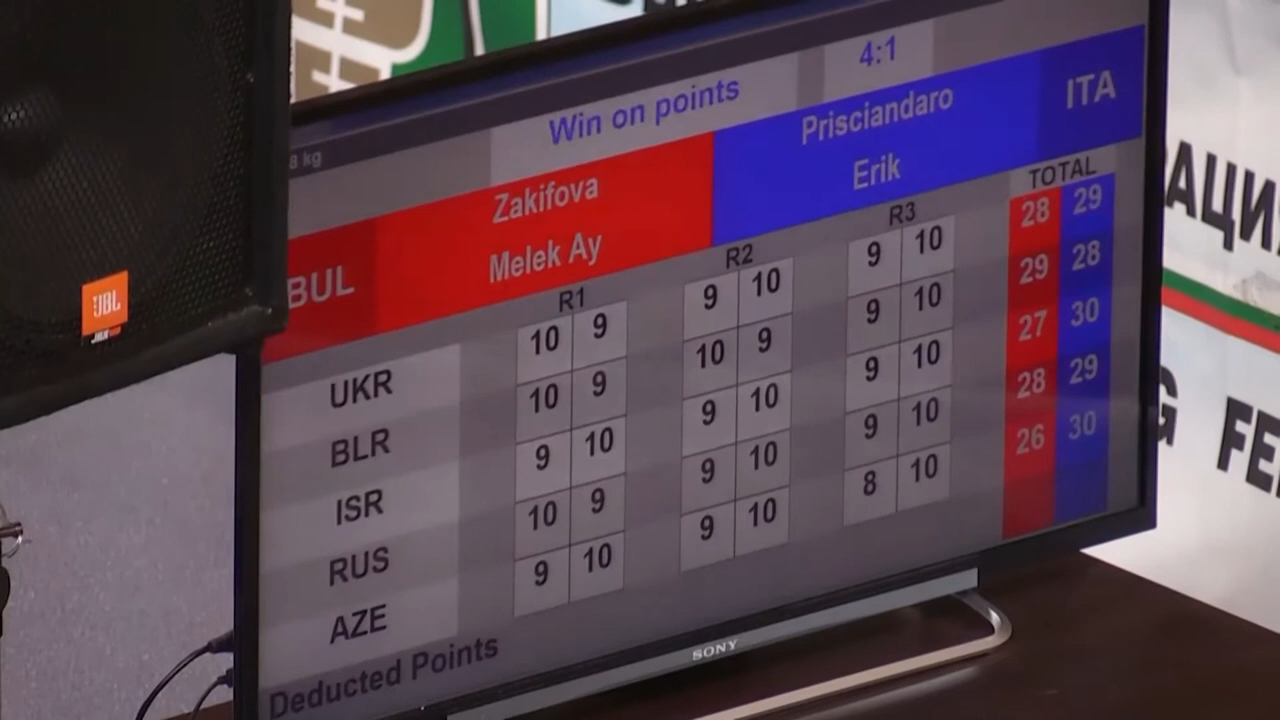 Win on points 4:1
8 kg
BUL Zakifova Melek Ay
Prisciandaro Erik ITA
R1 R2 R3 TOTAL
UKR 10 9 9 10 9 10 28 29
BLR 10 9 10 9 9 10 29 28
ISR 9 10 9 10 9 10 27 30
RUS 10 9 9 10 9 10 28 29
AZE 9 10 9 10 8 10 26 30
Deducted Points
SONY
JBL
АЦИ
G FE